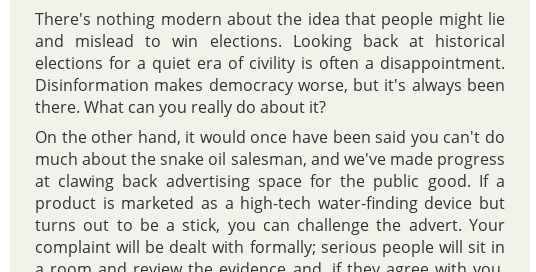 There's nothing modern about the idea that people might lie
and mislead to win elections. Looking back at historical
elections for a quiet era of civility is often a disappointment.
Disinformation makes democracy worse, but it's always been
there. What can you really do about it?
On the other hand, it would once have been said you can't do
much about the snake oil salesman, and we've made progress
at clawing back advertising space for the public good. If a
product is marketed as a high-tech water-finding device but
turns out to be a stick, you can challenge the advert. Your
complaint will be dealt with formally; serious people will sit in
a room and review the evidence and, if they agree with you,